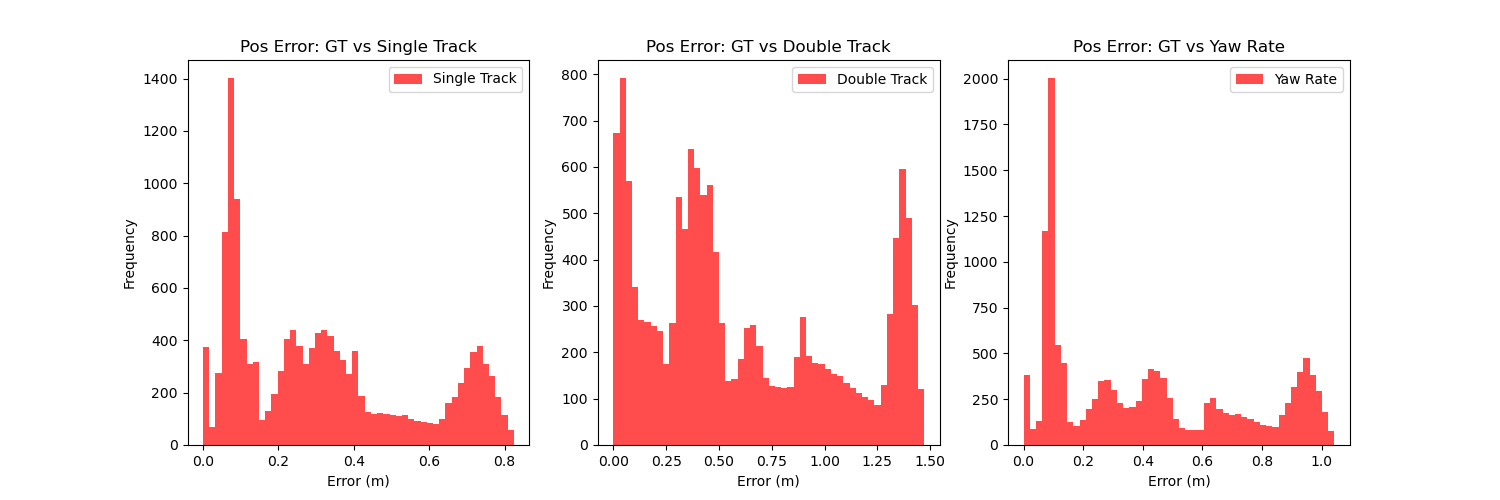 Pos Error: GT vs Single Track
Single Track
Frequency
1400
1200
1000
800
600
400
200
0
0.0 0.2 0.4 0.6 0.8
Error (m)
Pos Error: GT vs Double Track
Double Track
Frequency
800
700
600
500
400
300
200
100
0
0.00 0.25 0.50 0.75 1.00 1.25 1.50
Error (m)
Pos Error: GT vs Yaw Rate
Yaw Rate
Frequency
2000
1750
1500
1250
1000
750
500
250
0
0.0 0.2 0.4 0.6 0.8 1.0
Error (m)